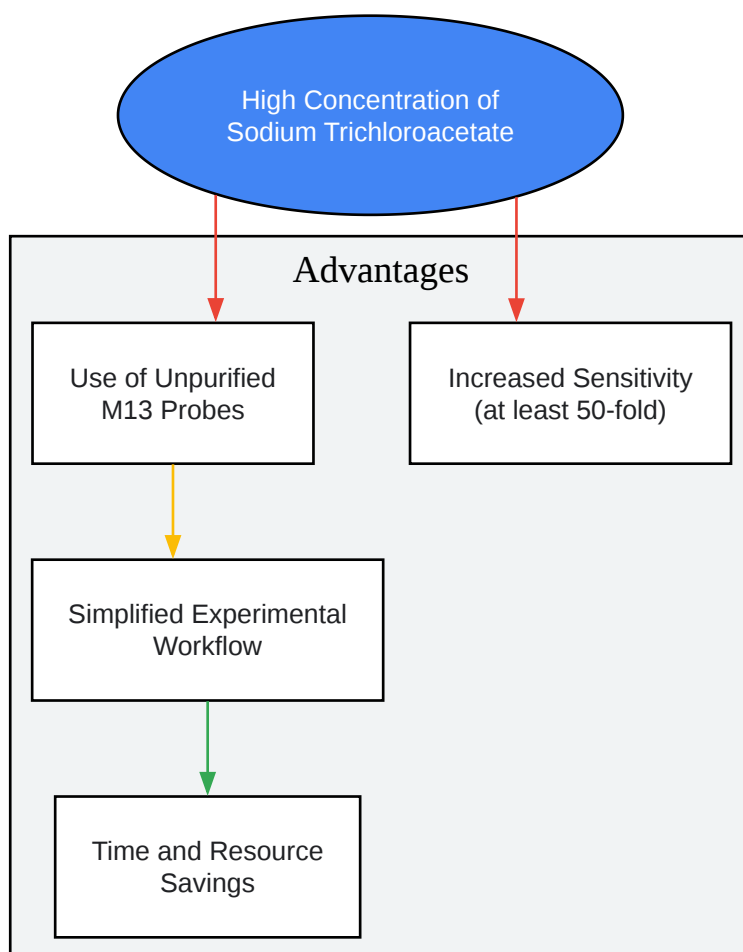 High Concentration of
Sodium Trichloroacetate
Advantages
Use of Unpurified
M13 Probes
Increased Sensitivity
(at least 50-fold)
Simplified Experimental
Workflow
Time and Resource
Savings